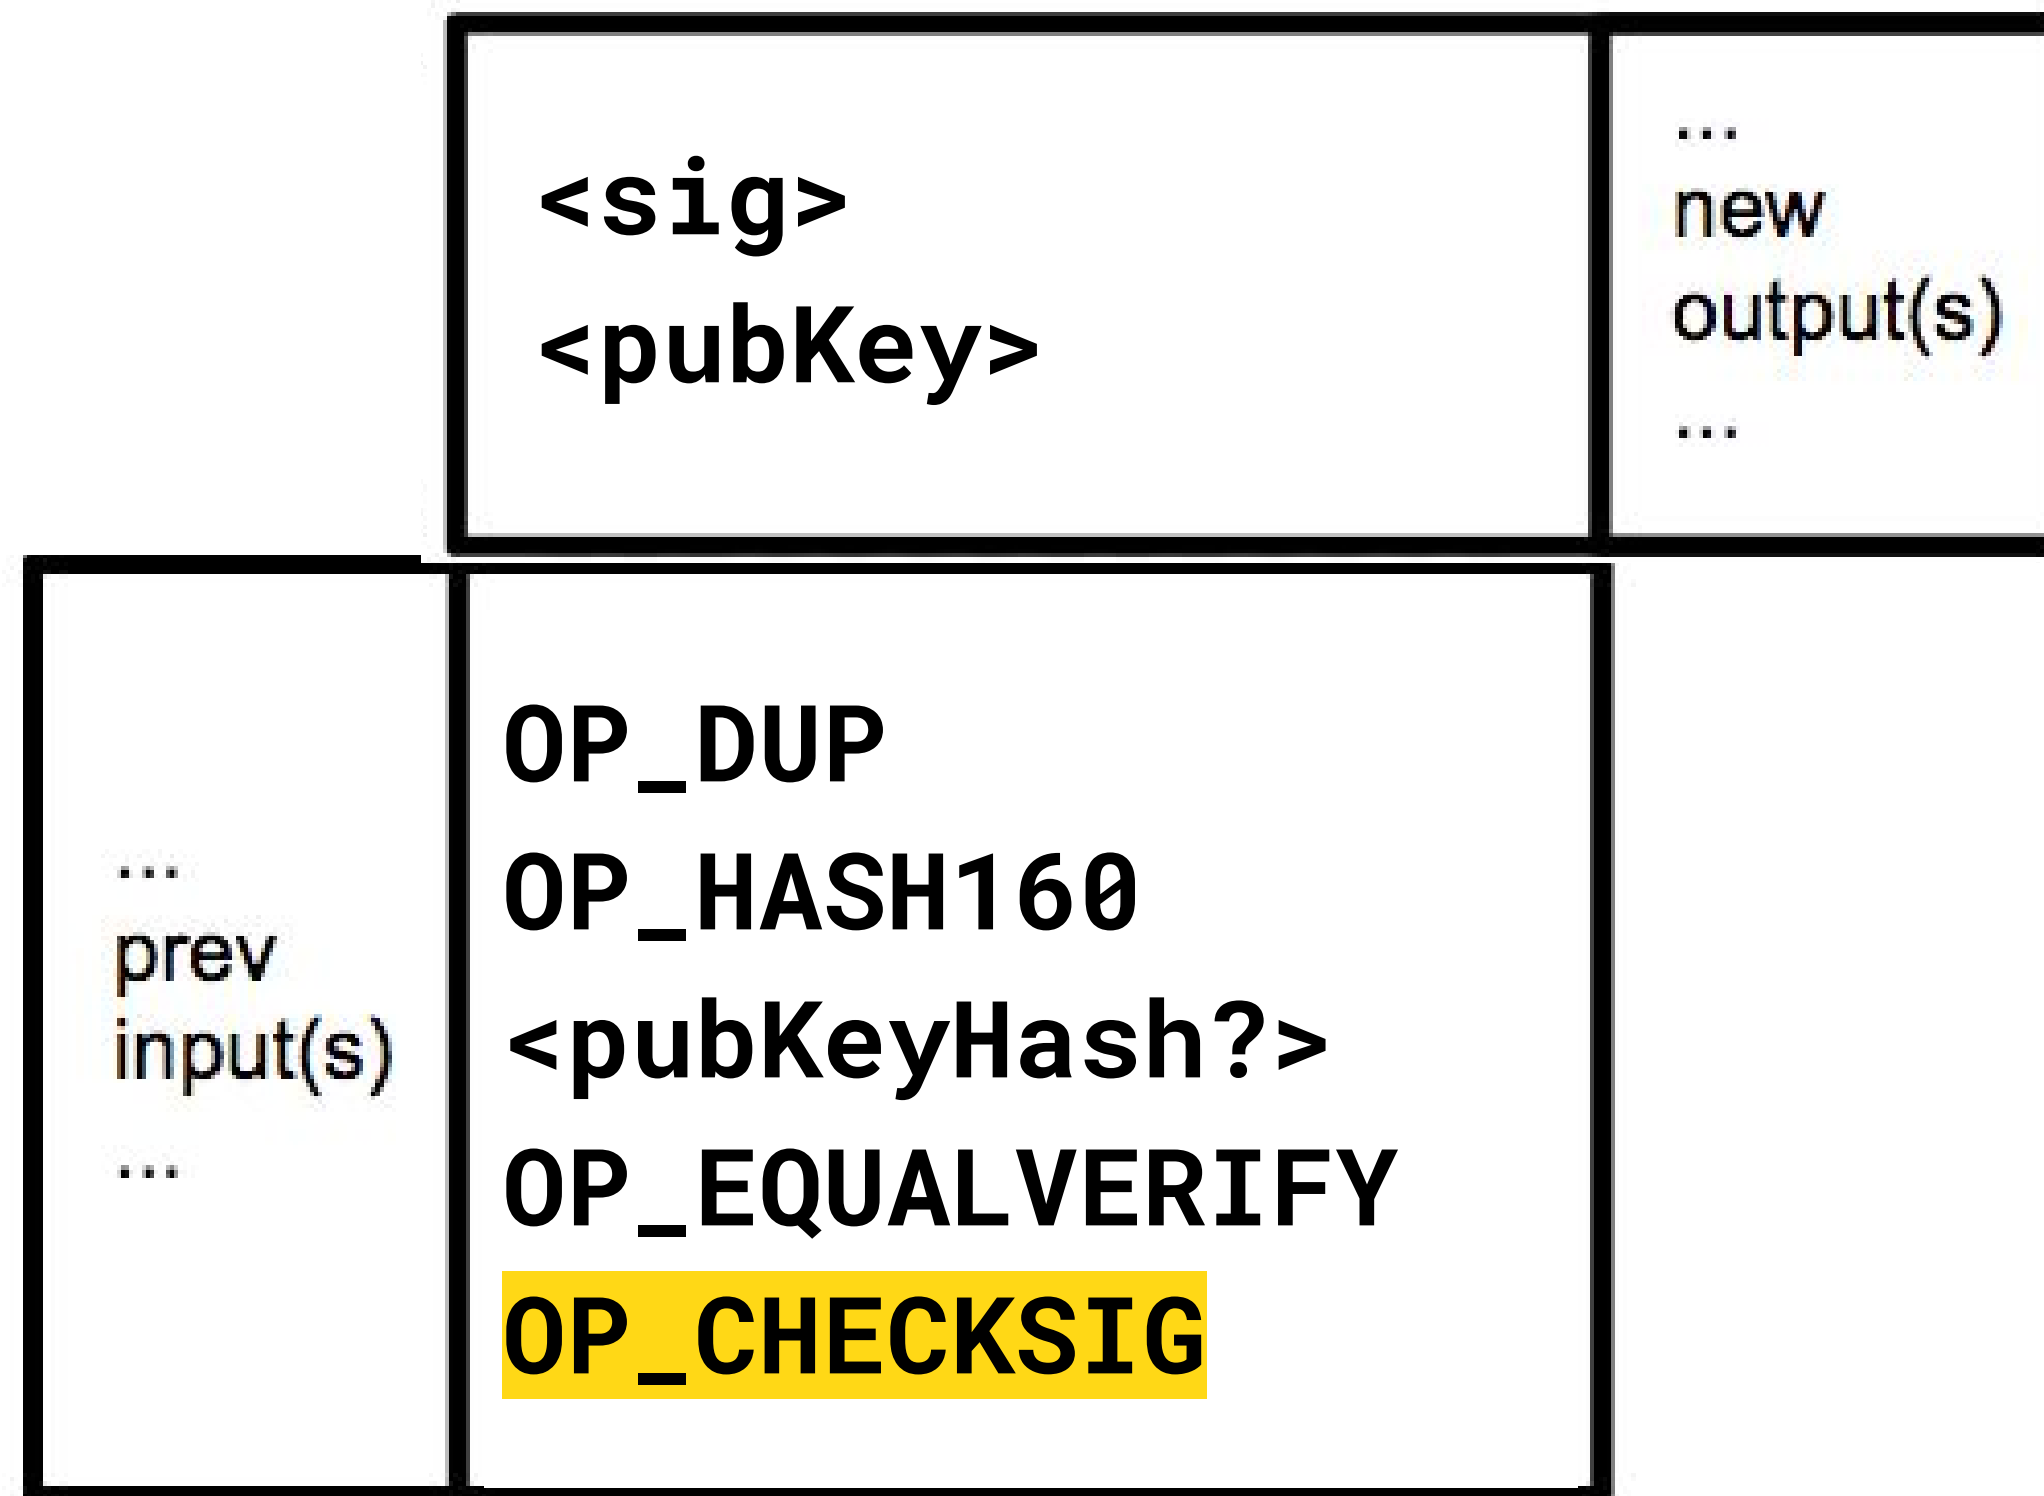 <sig>
<pubKey>
...
new
output(s)
...
...
prev
input(s)
...
OP_DUP
OP_HASH160
<pubKeyHash?>
OP_EQUALVERIFY
OP_CHECKSIG